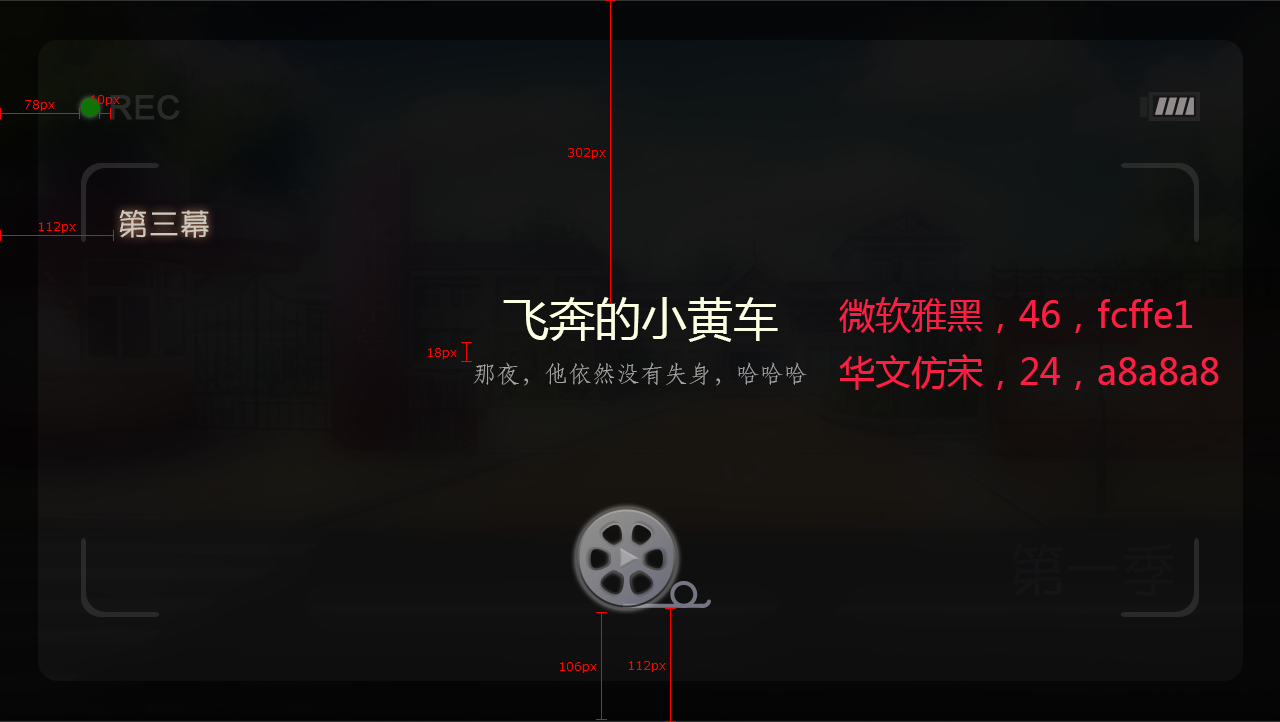 78px
10px
REC
302px
112px
第三幕
飞奔的小黄车
微软雅黑，46，fcffe1
18px
那夜，他依然没有失身，哈哈哈
华文仿宋，24，a8a8a8
第一季
106px
112px